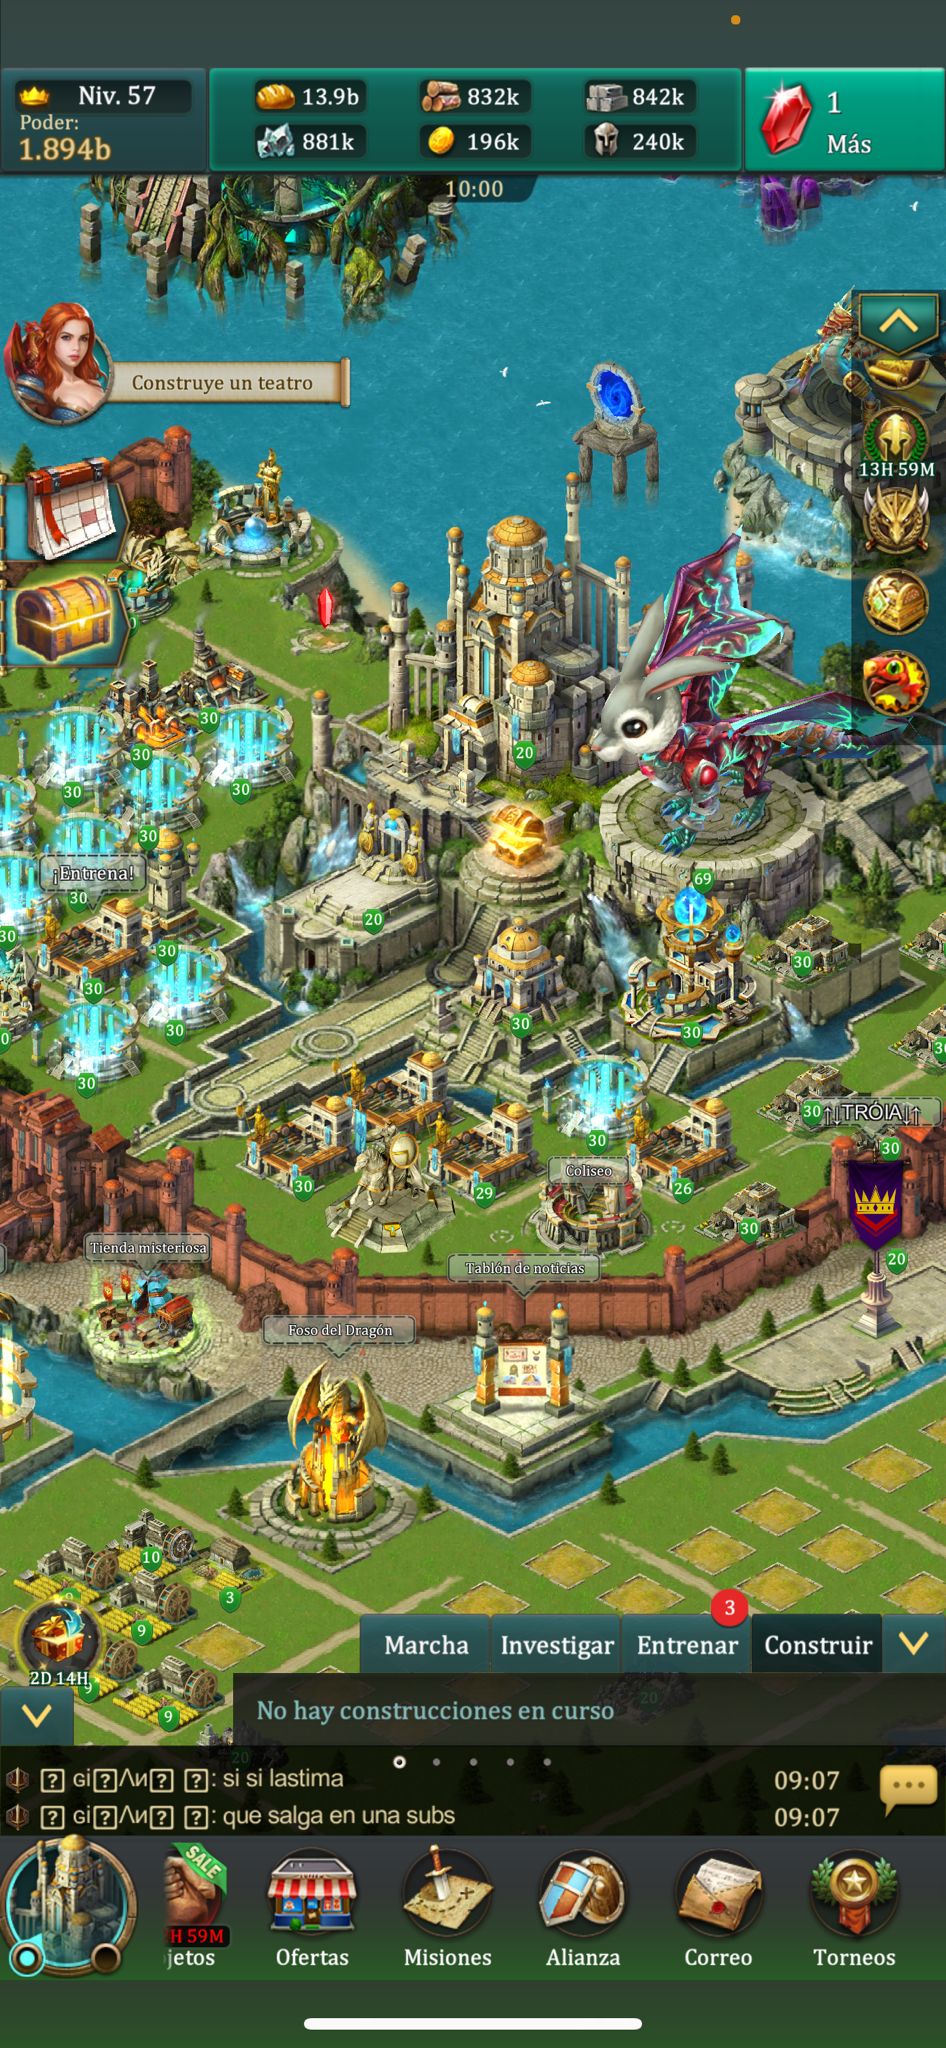 Niv. 57
Poder:
1.894b
13.9b
832k
842k
881k
196k
240k
1
Más
10:00
Construye un teatro
13H 59M
30
20
30
20
30
30
30
30
¡Entrena!
30
20
69
30
30
30
30
30
30
30
30
30
30
30
↑↓TRÓIA↓↑
30
30
29
Coliseo
26
30
Tienda misteriosa
20
Tablón de noticias
Foso del Dragón
10
3
9
9
9
2D 14H
3
Marcha
Investigar
Entrenar
Construir
No hay construcciones en curso
20
20
si si lastima
09:07
que salga en una subs
09:07
SALE
H 59M
jetos
Ofertas
Misiones
Alianza
Correo
Torneos